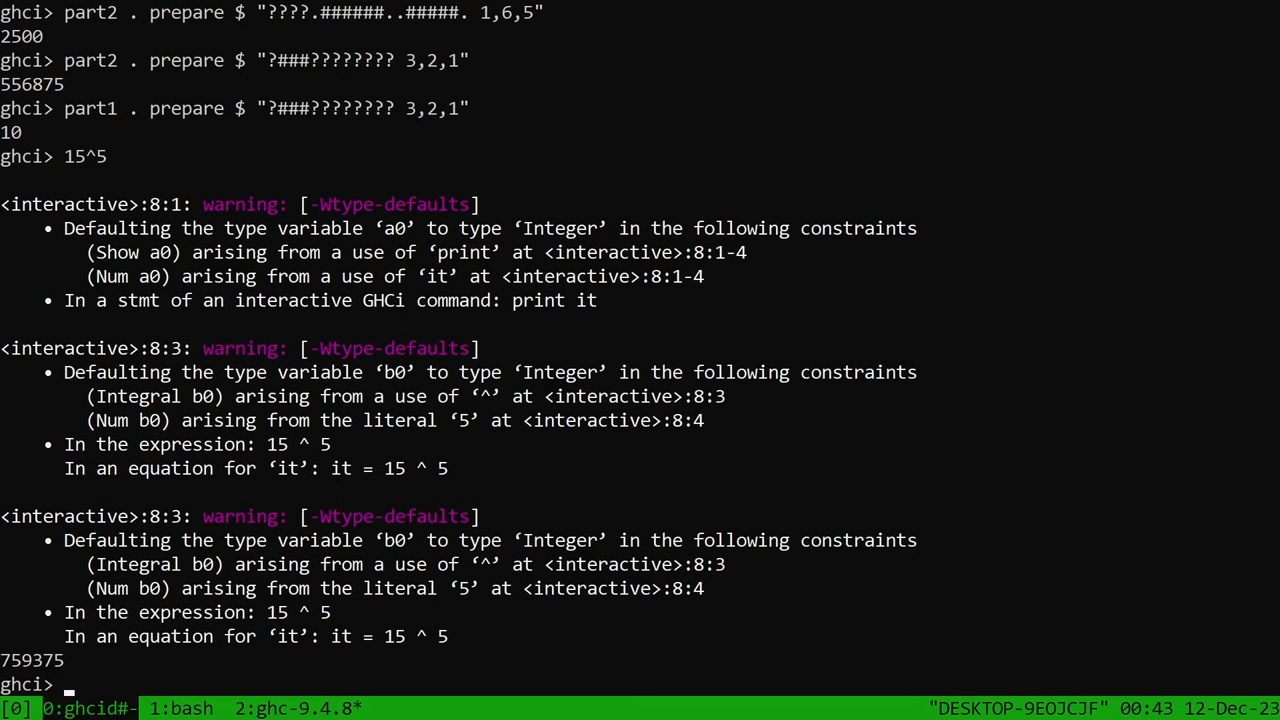 ghci> part2 . prepare $ "????.######..#####. 1,6,5"
2500
ghci> part2 . prepare $ "?###???????? 3,2,1"
556875
ghci> part1 . prepare $ "?###???????? 3,2,1"
10
ghci> 15^5
<interactive>:8:1: warning: [-Wtype-defaults]
• Defaulting the type variable ‘a0’ to type ‘Integer’ in the following constraints
(Show a0) arising from a use of ‘print’ at <interactive>:8:1-4
(Num a0) arising from a use of ‘it’ at <interactive>:8:1-4
• In a stmt of an interactive GHCi command: print it
<interactive>:8:3: warning: [-Wtype-defaults]
• Defaulting the type variable ‘b0’ to type ‘Integer’ in the following constraints
(Integral b0) arising from a use of ‘^’ at <interactive>:8:3
(Num b0) arising from the literal ‘5’ at <interactive>:8:4
• In the expression: 15 ^ 5
In an equation for ‘it’: it = 15 ^ 5
<interactive>:8:3: warning: [-Wtype-defaults]
• Defaulting the type variable ‘b0’ to type ‘Integer’ in the following constraints
(Integral b0) arising from a use of ‘^’ at <interactive>:8:3
(Num b0) arising from the literal ‘5’ at <interactive>:8:4
• In the expression: 15 ^ 5
In an equation for ‘it’: it = 15 ^ 5
759375
ghci> 
[0] 0:ghcid#- 1:bash 2:ghc-9.4.8* "DESKTOP-9EOJCJF" 00:43 12-Dec-23